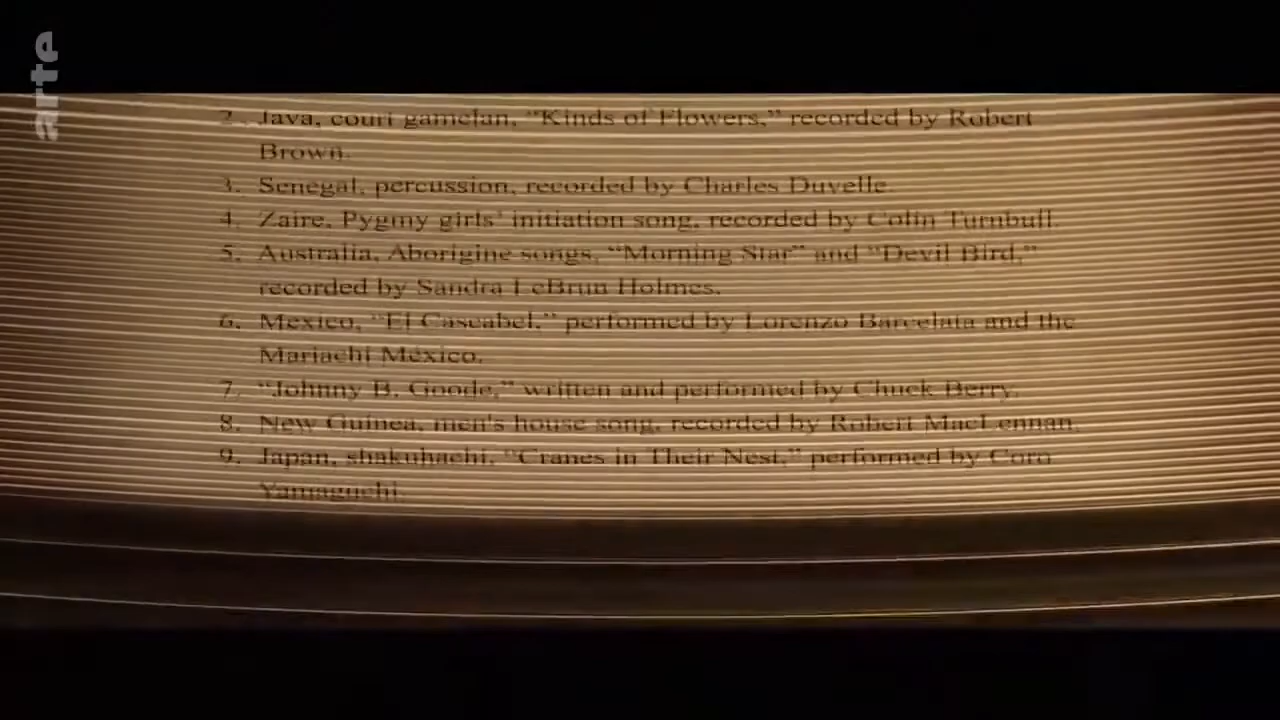 arte
2. Java, court gamelan, “Kinds of Flowers,” recorded by Robert
Brown.
3. Senegal, percussion, recorded by Charles Duvelle.
4. Zaire, Pygmy girls’ initiation song, recorded by Colin Turnbull.
5. Australia, Aborigine songs, “Morning Star” and “Devil Bird,”
recorded by Sandra LeBrun Holmes.
6. Mexico, “El Cascabel,” performed by Lorenzo Barcelata and the
Mariachi México.
7. “Johnny B. Goode,” written and performed by Chuck Berry.
8. New Guinea, men's house song, recorded by Robert MacLennan.
9. Japan, shakuhachi, “Cranes in Their Nest,” performed by Coro
Yamaguchi.